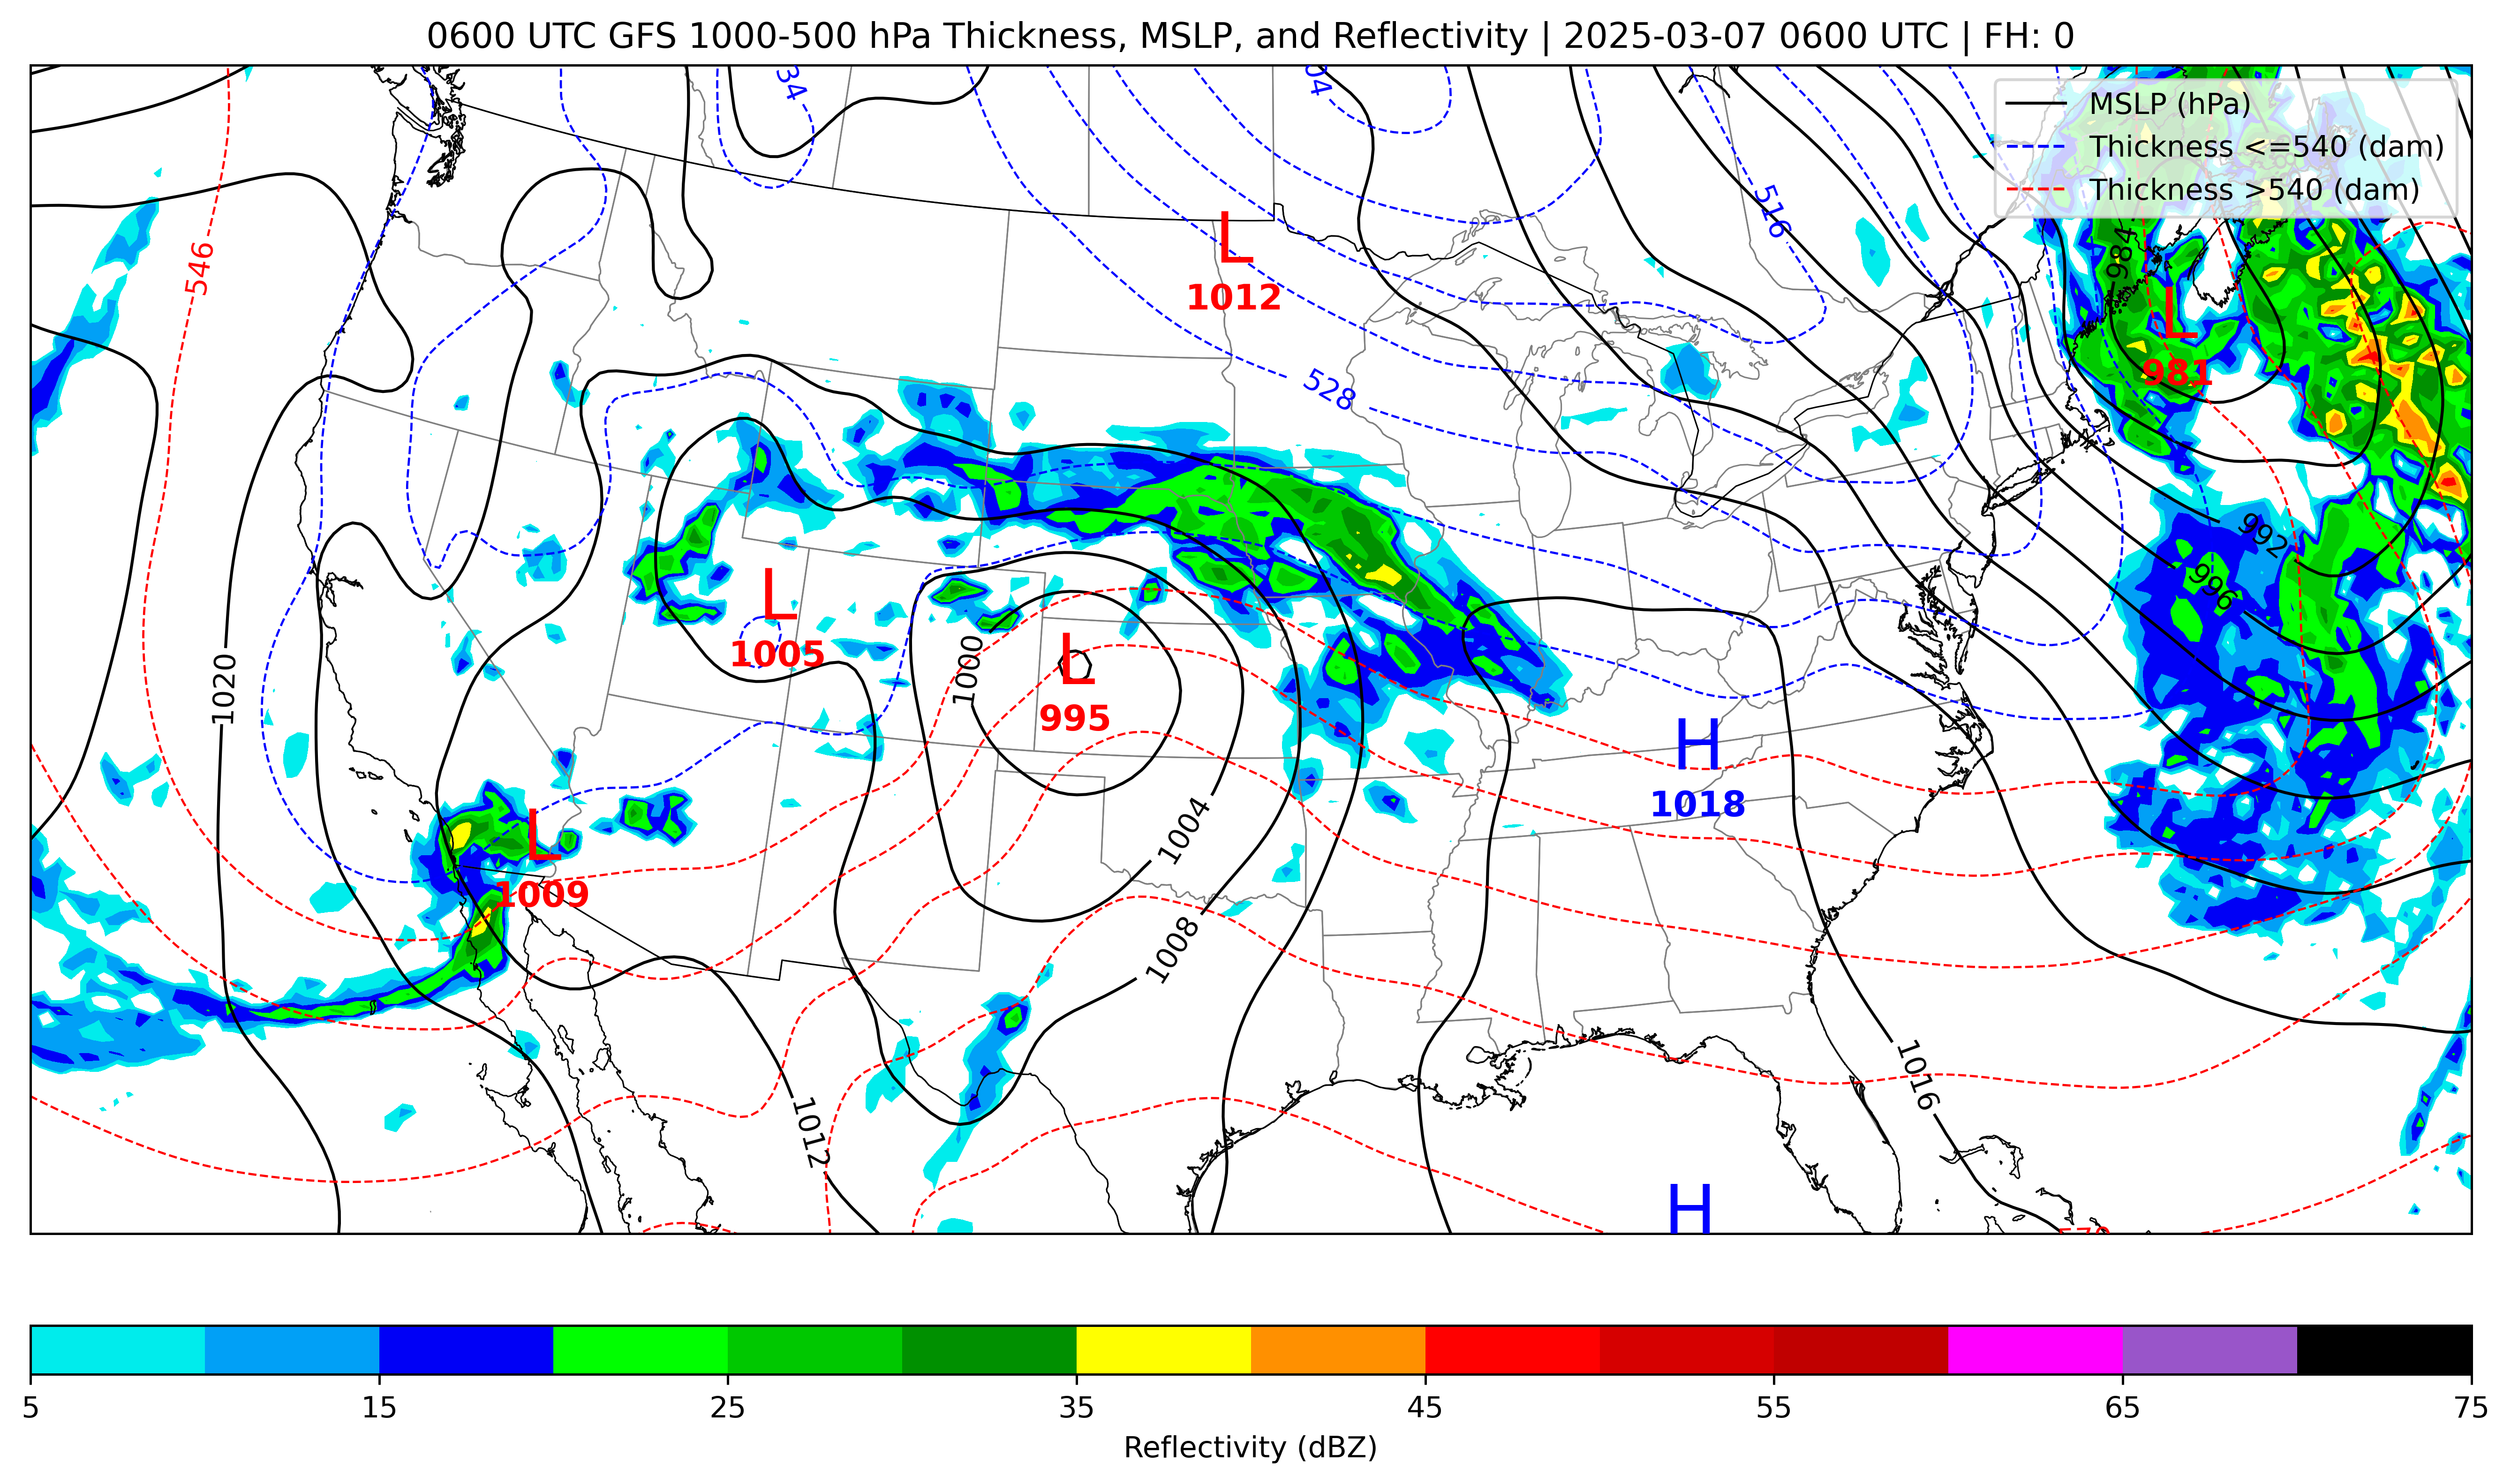 0600 UTC GFS 1000-500 hPa Thickness, MSLP, and Reflectivity | 2025-03-07 0600 UTC | FH: 0
MSLP (hPa)
Thickness <=540 (dam)
Thickness >540 (dam)
546
516
984
L
1012
L
981
528
992
996
L
1005
1000
L
995
1020
H
1018
1004
L
1009
1008
1016
1012
H
5
15
25
35
45
55
65
75
Reflectivity (dBZ)